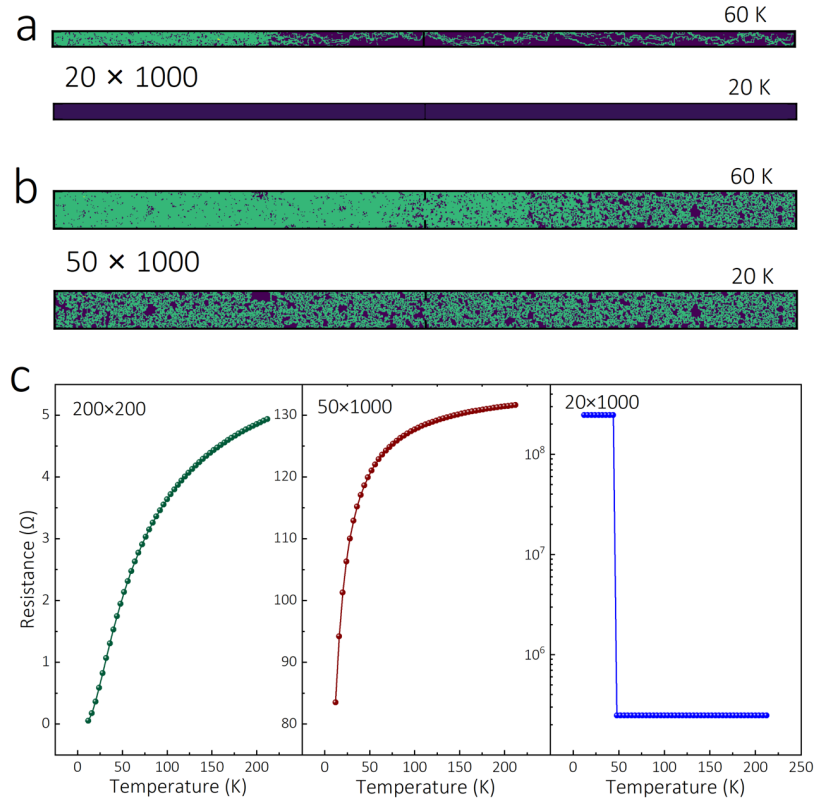 a
60 K
20 × 1000
20 K
b
60 K
50 × 1000
20 K
c
Resistance (Ω)
200×200
5
4
3
2
1
0
0 50 100 150 200
Temperature (K)
50×1000
130
120
110
100
90
80
0 50 100 150 200
Temperature (K)
20×1000
10⁸
10⁷
10⁶
0 50 100 150 200 250
Temperature (K)